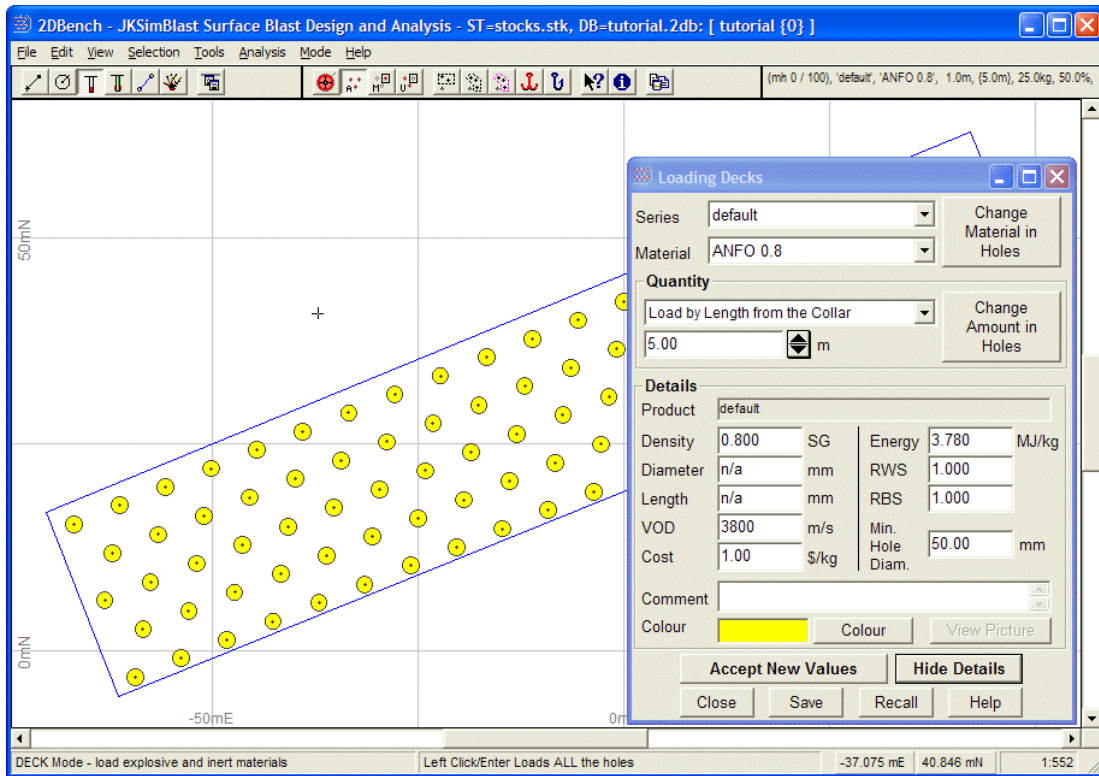 2DBench - JKSimBlast Surface Blast Design and Analysis - ST=stocks.stk, DB=tutorial.2db: [ tutorial {0} ]
File Edit View Selection Tools Analysis Mode Help
(mh 0 / 100), 'default', 'ANFO 0.8', 1.0m, {5.0m}, 25.0kg, 50.0%,
50mN
0mN
-50mE
Loading Decks
Series default
Change Material in Holes
Material ANFO 0.8
Quantity
Load by Length from the Collar
Change Amount in Holes
5.00 m
Details
Product default
Density 0.800 SG Energy 3.780 MJ/kg
Diameter n/a mm RWS 1.000
Length n/a mm RBS 1.000
VOD 3800 m/s Min. Hole Diam. 50.00 mm
Cost 1.00 $/kg
Comment
Colour Colour View Picture
Accept New Values Hide Details
Close Save Recall Help
DECK Mode - load explosive and inert materials Left Click/Enter Loads ALL the holes -37.075 mE 40.846 mN 1:552